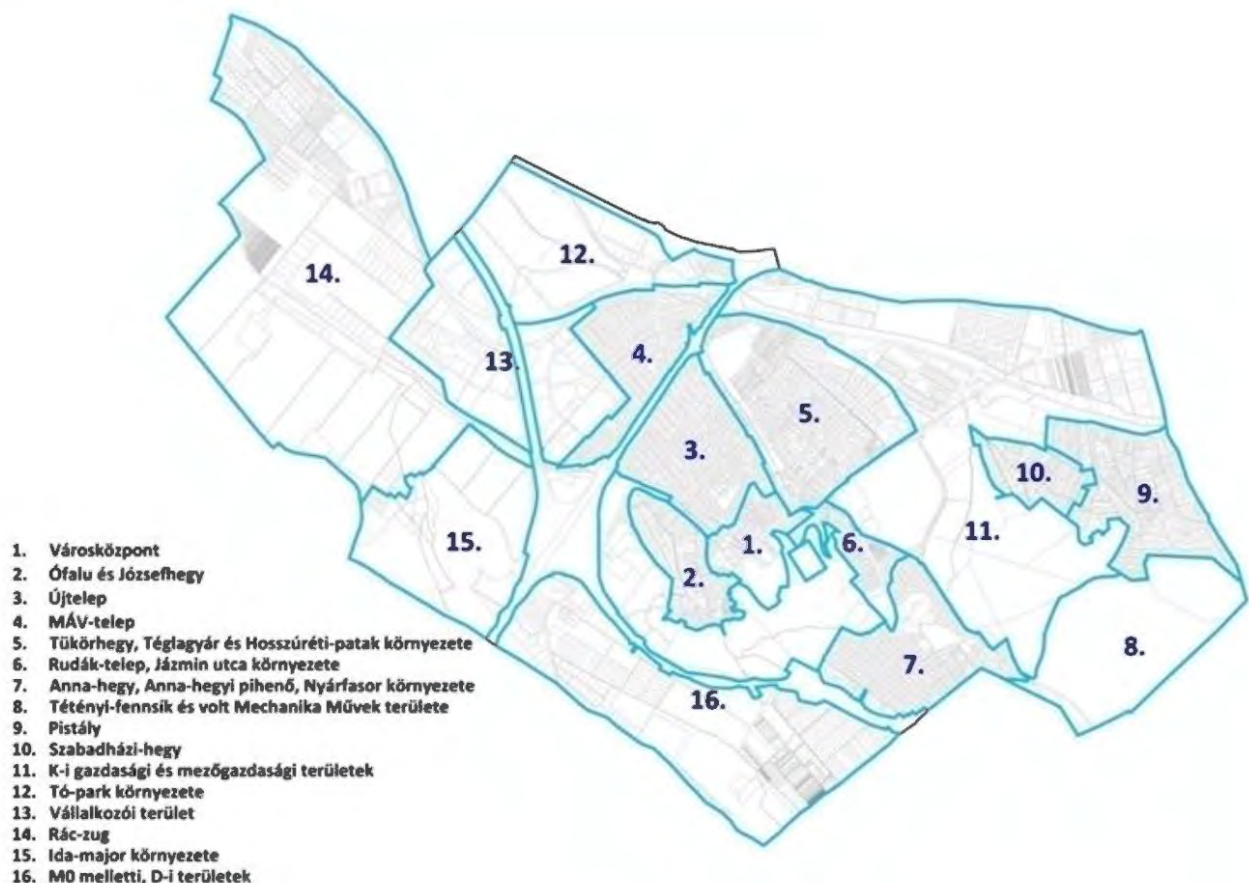 12.
14.
13.
4.
5.
3.
10.
9.
11.
15.
1.
6.
2.
8.
7.
16.
1. Városközpont
2. Ófalu és Józsefhegy
3. Újtelep
4. MÁV-telep
5. Tükörhegy, Téglagyár és Hosszúréti-patak környezete
6. Rudák-telep, Jázmin utca környezete
7. Anna-hegy, Anna-hegyi pihenő, Nyárfasor környezete
8. Tétényi-fennsík és volt Mechanika Művek területe
9. Pistály
10. Szabadházi-hegy
11. K-i gazdasági és mezőgazdasági területek
12. Tó-park környezete
13. Vállalkozói terület
14. Rác-zug
15. Ida-major környezete
16. M0 melletti, D-i területek